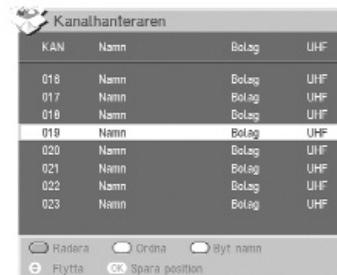 Kanalhanteraren
KAN Namn Bolag UHF
016 Namn Bolag UHF
017 Namn Bolag UHF
018 Namn Bolag UHF
019 Namn Bolag UHF
020 Namn Bolag UHF
021 Namn Bolag UHF
022 Namn Bolag UHF
023 Namn Bolag UHF
Radera Ordna Byt namn
Flytta OK Spara position